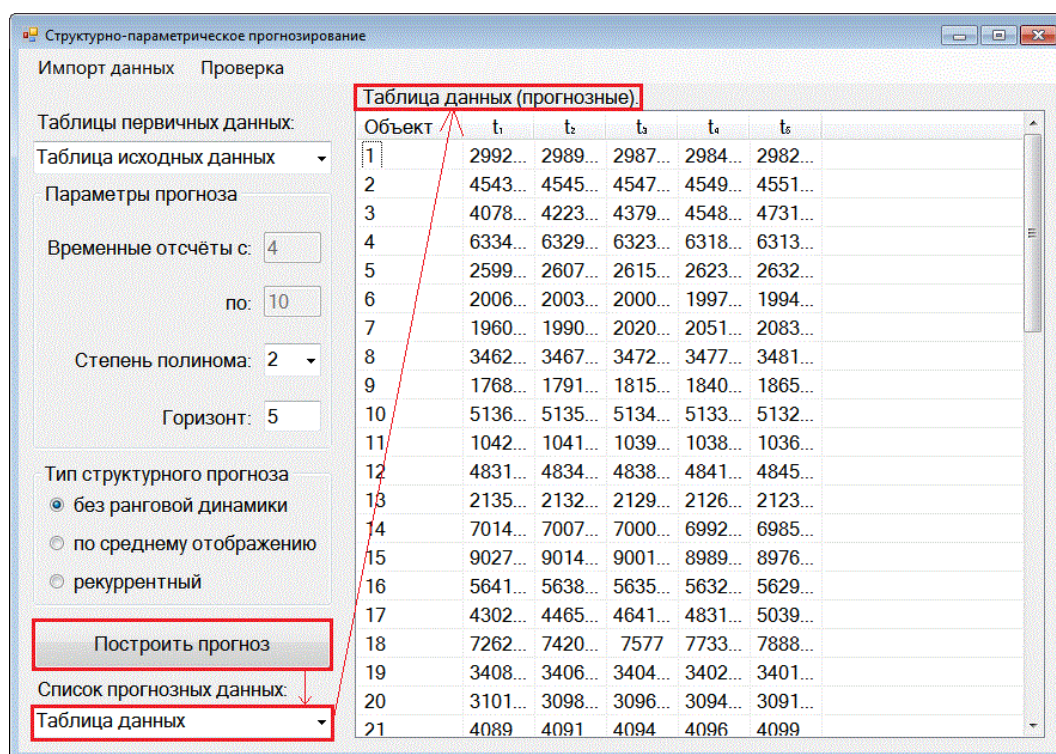 Структурно-параметрическое прогнозирование
Импорт данных Проверка
Таблицы первичных данных:
Таблица исходных данных
Параметры прогноза
Временные отсчёты с: 4
по: 10
Степень полинома: 2
Горизонт: 5
Тип структурного прогноза
без ранговой динамики
по среднему отображению
рекуррентный
Построить прогноз
Список прогнозных данных:
Таблица данных
Таблица данных (прогнозные).
Объект t₁ t₂ t₃ t₄ t₅
1 2992... 2989... 2987... 2984... 2982...
2 4543... 4545... 4547... 4549... 4551...
3 4078... 4223... 4379... 4548... 4731...
4 6334... 6329... 6323... 6318... 6313...
5 2599... 2607... 2615... 2623... 2632...
6 2006... 2003... 2000... 1997... 1994...
7 1960... 1990... 2020... 2051... 2083...
8 3462... 3467... 3472... 3477... 3481...
9 1768... 1791... 1815... 1840... 1865...
10 5136... 5135... 5134... 5133... 5132...
11 1042... 1041... 1039... 1038... 1036...
12 4831... 4834... 4838... 4841... 4845...
13 2135... 2132... 2129... 2126... 2123...
14 7014... 7007... 7000... 6992... 6985...
15 9027... 9014... 9001... 8989... 8976...
16 5641... 5638... 5635... 5632... 5629...
17 4302... 4465... 4641... 4831... 5039...
18 7262... 7420... 7577 7733... 7888...
19 3408... 3406... 3404... 3402... 3401...
20 3101... 3098... 3096... 3094... 3091...
21 4089 4091 4094 4096 4099